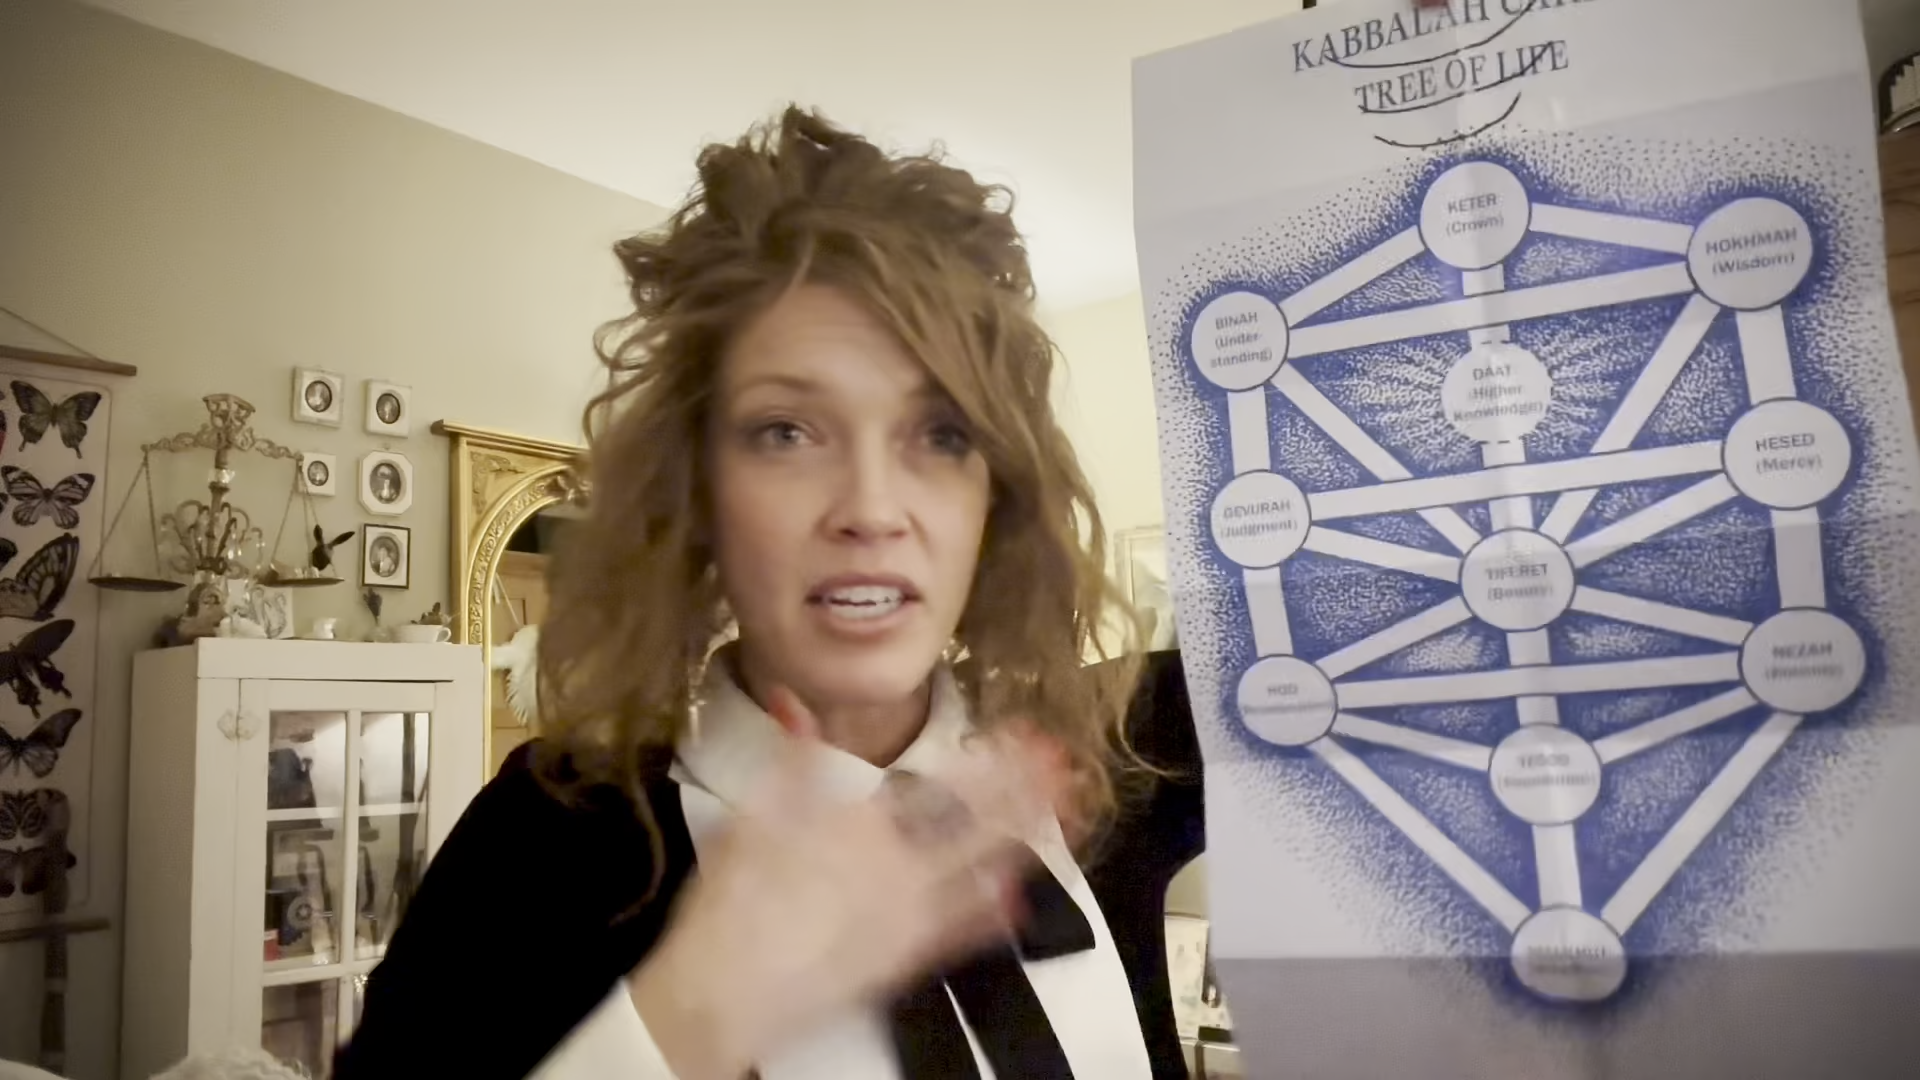 KABBALAH
TREE OF LIFE
KETER
(Crown)
HOKHMAH
(Wisdom)
BINAH
(Under-
standing)
DAAT
(Higher
Knowledge)
HESED
(Mercy)
GEVURAH
(Judgment)
TIFERET
(Beauty)
NEZAH
HOD
YESOD
(Foundation)